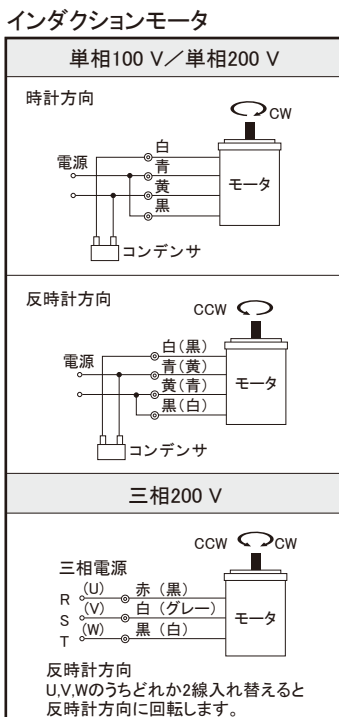 インダクションモータ
単相100 V／単相200 V
時計方向
CW
白
電源
青
黄
モータ
黒
コンデンサ
反時計方向
CCW
白(黒)
電源
青(黄)
黄(青)
モータ
黒(白)
コンデンサ
三相200 V
CCW CW
三相電源
R (U) 赤 (黒)
S (V) 白 (グレー)
モータ
T (W) 黒 (白)
反時計方向
U,V,Wのうちどれか2線入れ替えると
反時計方向に回転します。